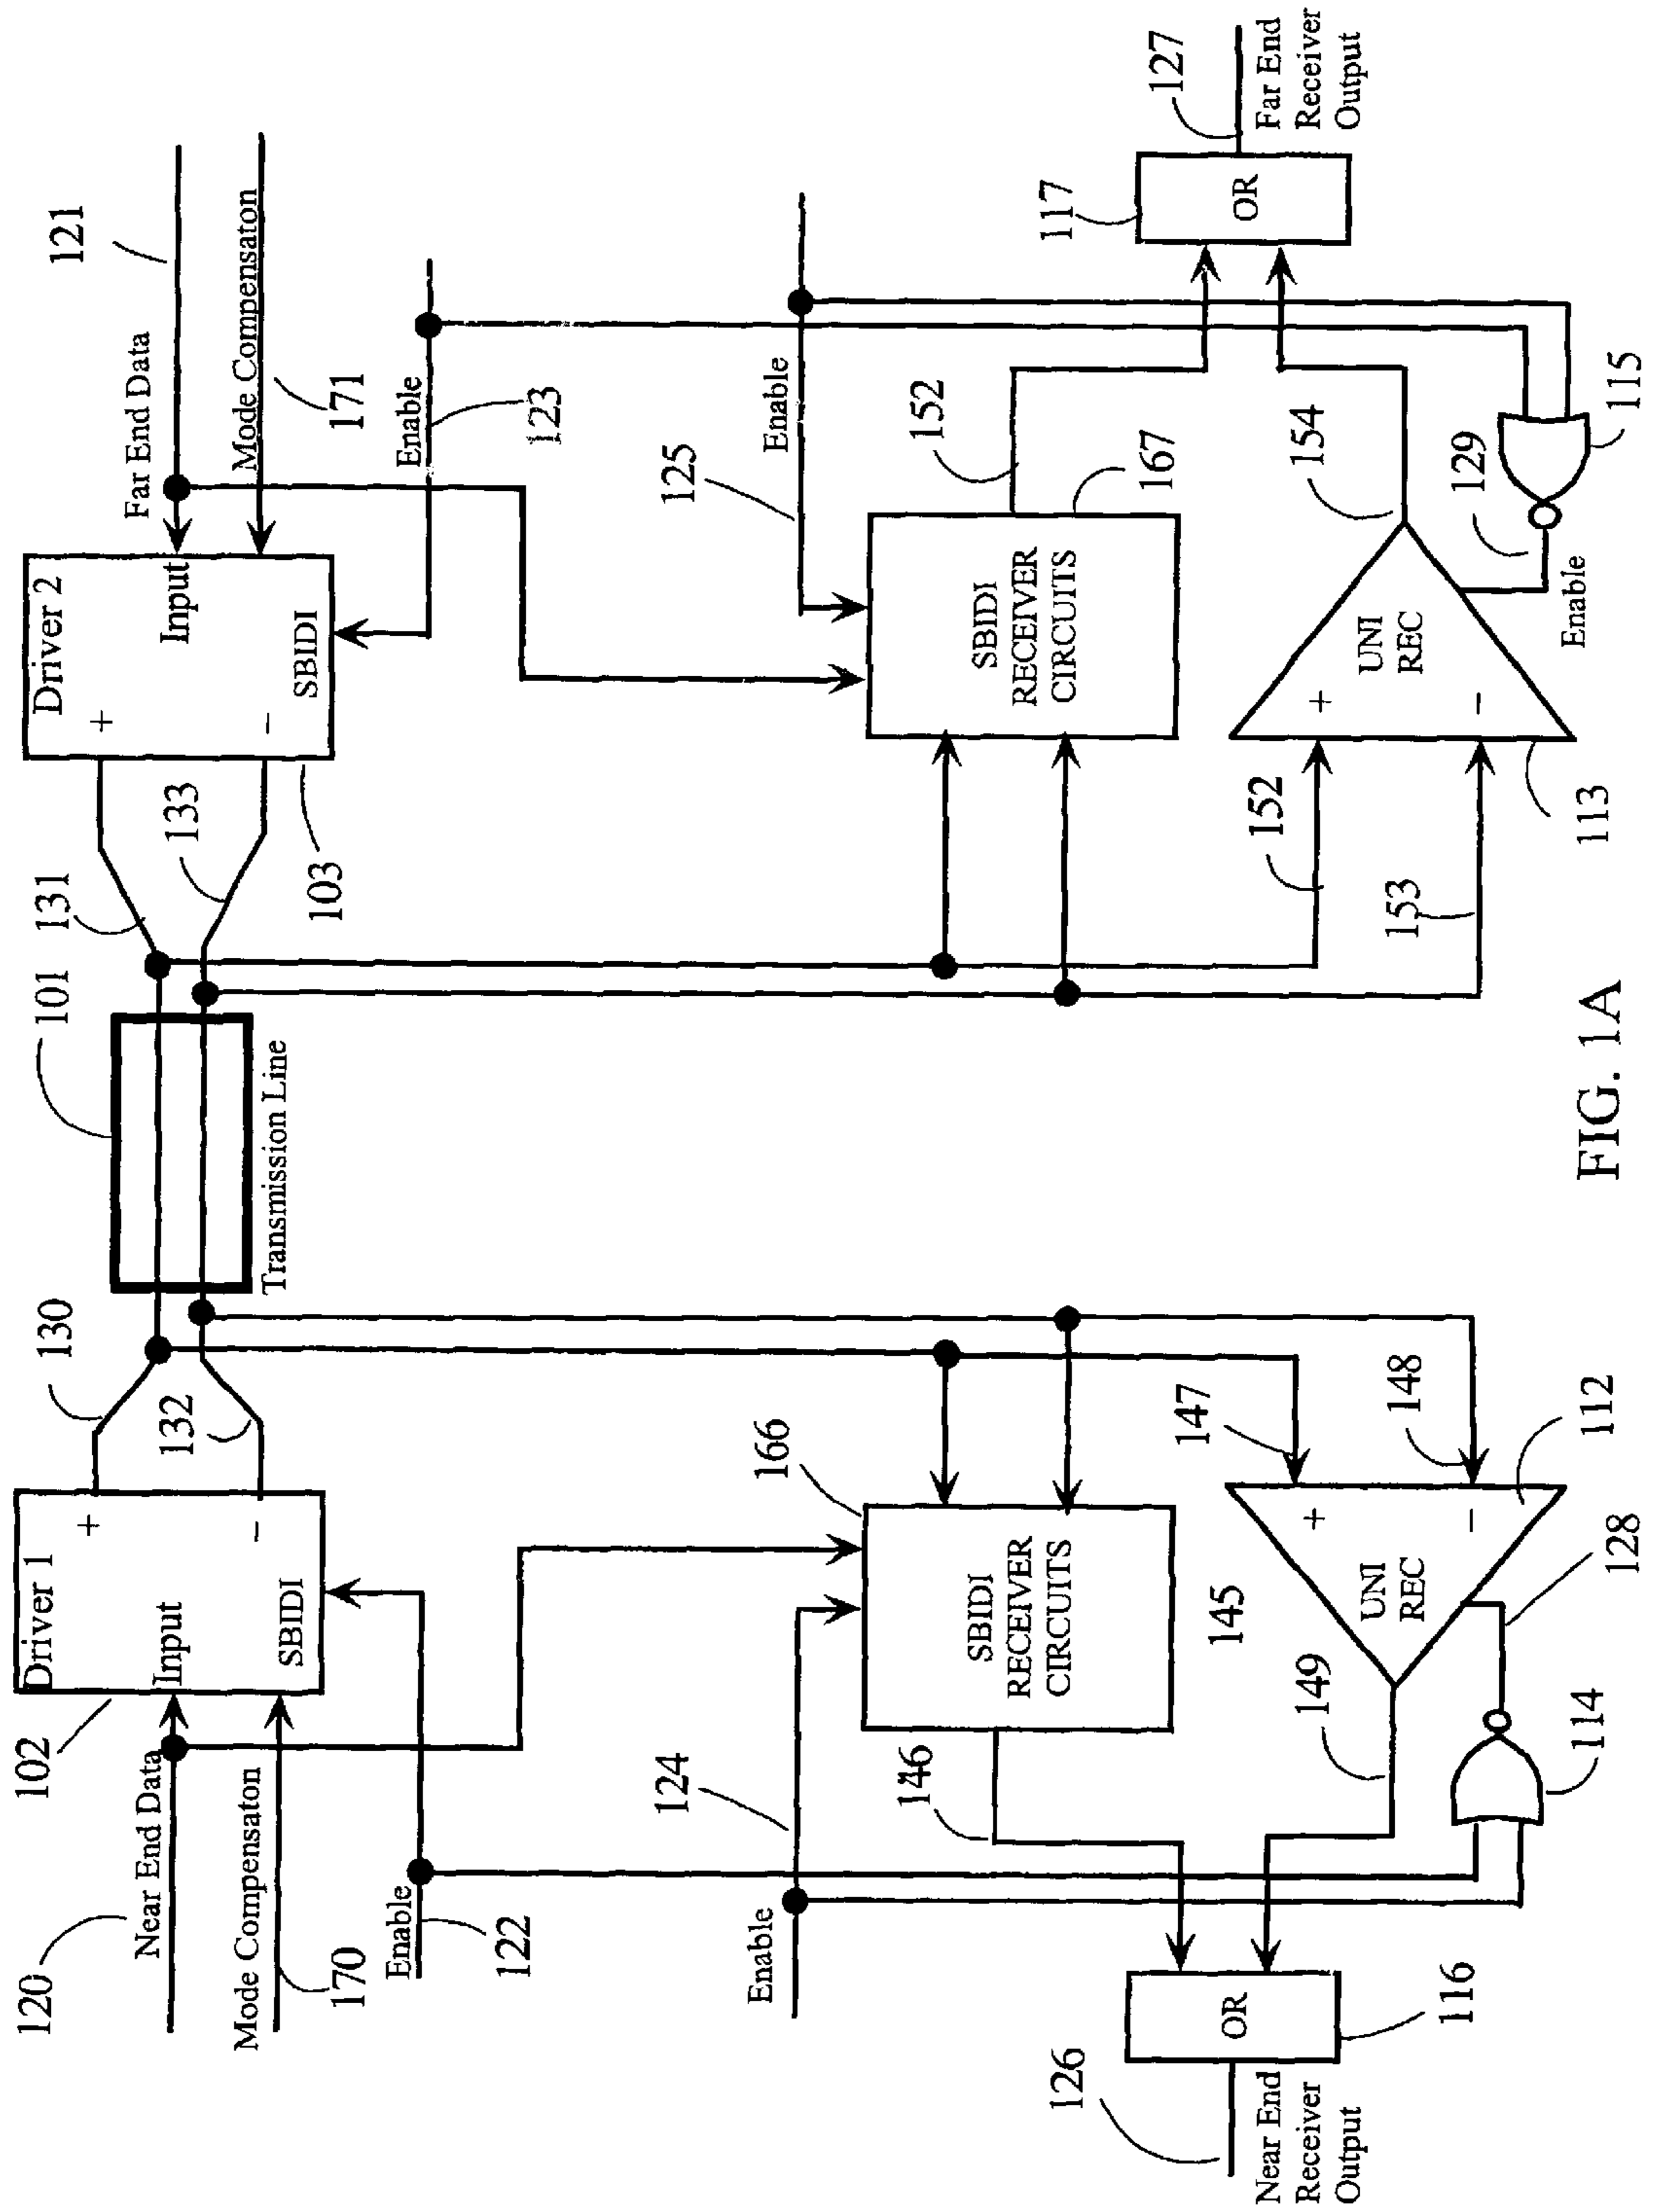 120
Near End Data
102
Driver 1
+
Input
−
SBIDI
130
132
Mode Compensaton
170
Enable
122
101
Transmission Line
131
133
103
Driver 2
+
Input
−
SBIDI
Far End Data
121
Mode Compensaton
171
Enable
123
Enable
124
166
SBIDI
RECEIVER
CIRCUITS
146
145
147
148
+
−
UNI
REC
112
149
128
114
OR
116
126
Near End
Receiver
Output
Enable
125
SBIDI
RECEIVER
CIRCUITS
152
167
152
153
+
−
UNI
REC
113
154
129
Enable
115
117
OR
127
Far End
Receiver
Output
FIG. 1A